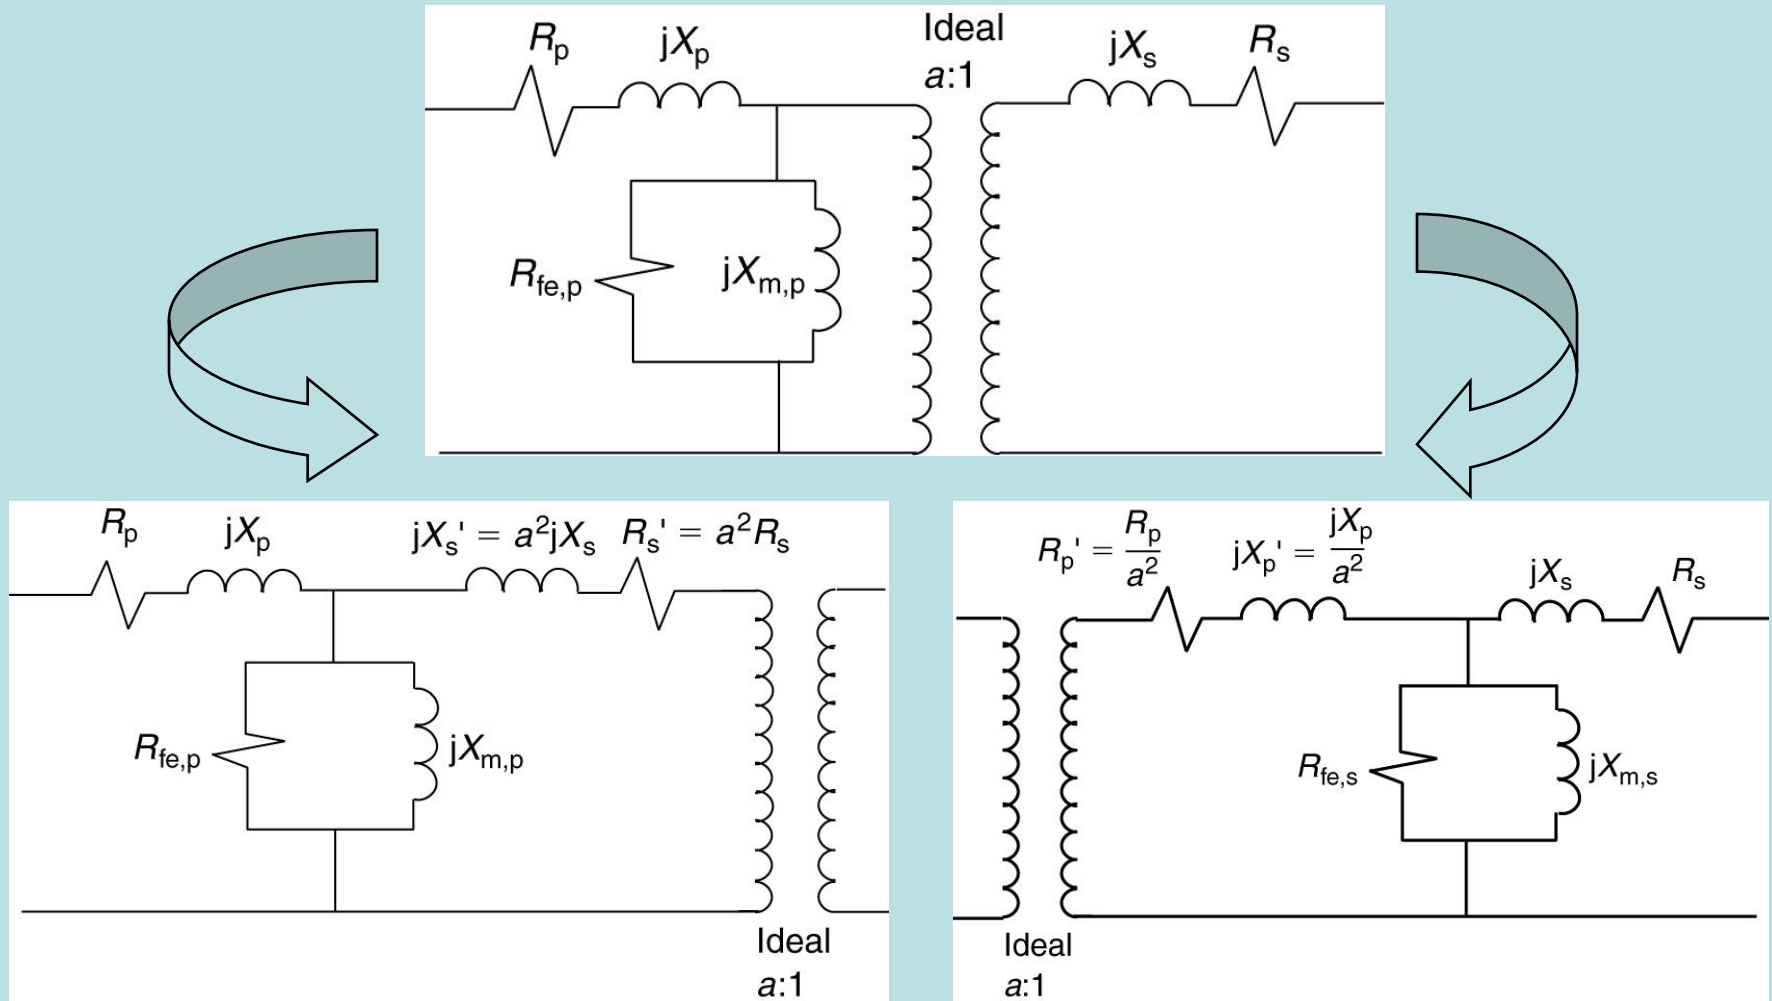 Rp
jXp
Ideal
a:1
jXs
Rs
Rfe,p
jXm,p
Rp
jXp
jXs' = a²jXs
Rs' = a²Rs
Rfe,p
jXm,p
Ideal
a:1
Rp' = Rp/a²
jXp' = jXp/a²
jXs
Rs
Rfe,s
jXm,s
Ideal
a:1